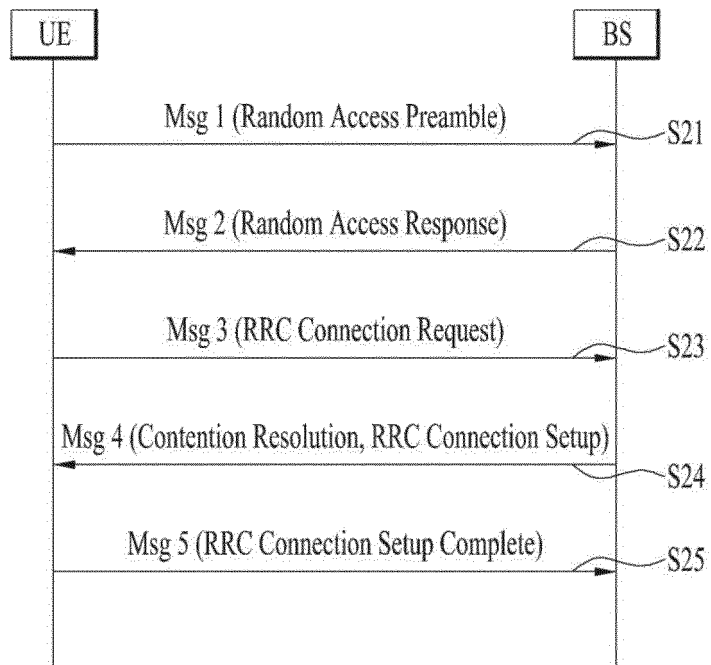 UE
BS
Msg 1 (Random Access Preamble)
S21
Msg 2 (Random Access Response)
S22
Msg 3 (RRC Connection Request)
S23
Msg 4 (Contention Resolution, RRC Connection Setup)
S24
Msg 5 (RRC Connection Setup Complete)
S25